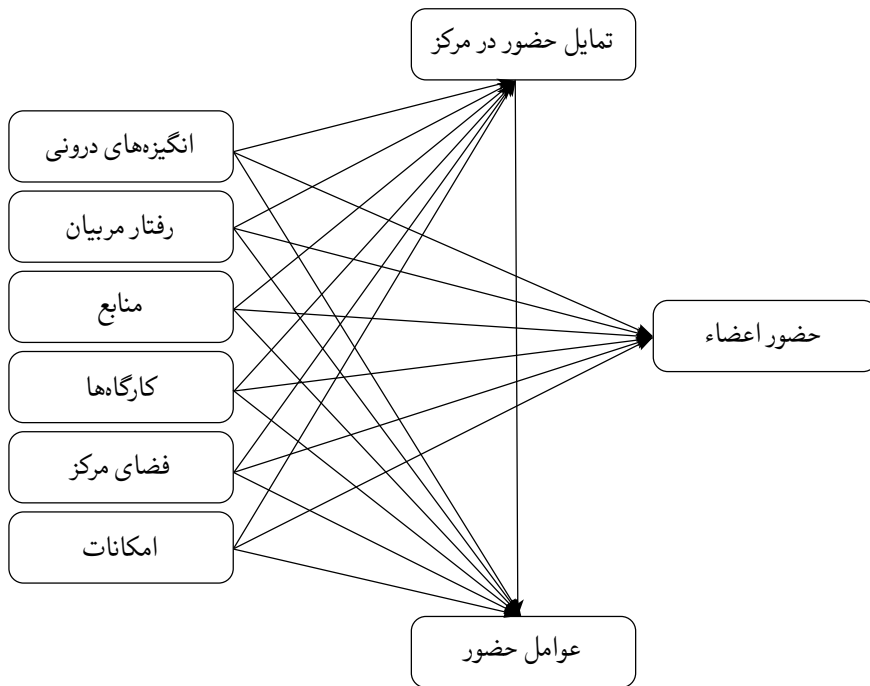 تمایل حضور در مرکز
انگیزه‌های درونی
رفتار مربیان
منابع
کارگاه‌ها
فضای مرکز
امکانات
حضور اعضاء
عوامل حضور